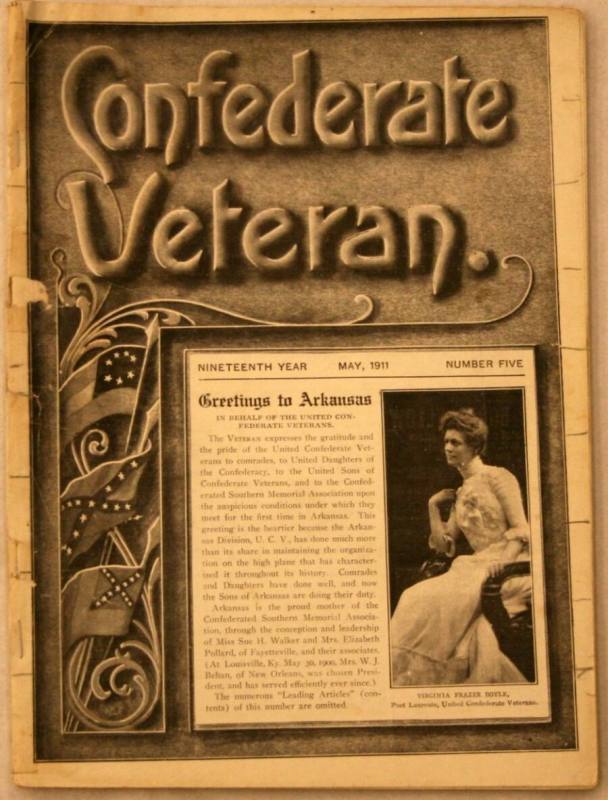 Confederate
Veteran.
NINETEENTH YEAR MAY, 1911 NUMBER FIVE
Greetings to Arkansas
IN BEHALF OF THE UNITED CON-
FEDERATE VETERANS.
The VETERAN expresses the gratitude and
the pride of the United Confederate Vet-
erans to comrades, to United Daughters of
the Confederacy, to the United Sons of
Confederate Veterans, and to the Confed-
erated Southern Memorial Association upon
the auspicious conditions under which they
meet for the first time in Arkansas. This
greeting is the heartier because the Arkan-
sas Division, U. C. V., has done much more
than its share in maintaining the organiza-
tion on the high plane that has character-
ized it throughout its history. Comrades
and Daughters have done well, and now
the Sons of Arkansas are doing their duty.
Arkansas is the proud mother of the
Confederated Southern Memorial Associa-
tion, through the conception and leadership
of Miss Sue H. Walker and Mrs. Elizabeth
Pollard, of Fayetteville, and their associates.
(At Louisville, Ky. May 30, 1900, Mrs. W. J.
Behan, of New Orleans, was chosen Presi-
dent, and has served efficiently ever since.)
The numerous "Leading Articles" (con-
tents) of this number are omitted.
VIRGINIA FRAZER BOYLE,
Poet Laureate, United Confederate Veterans.